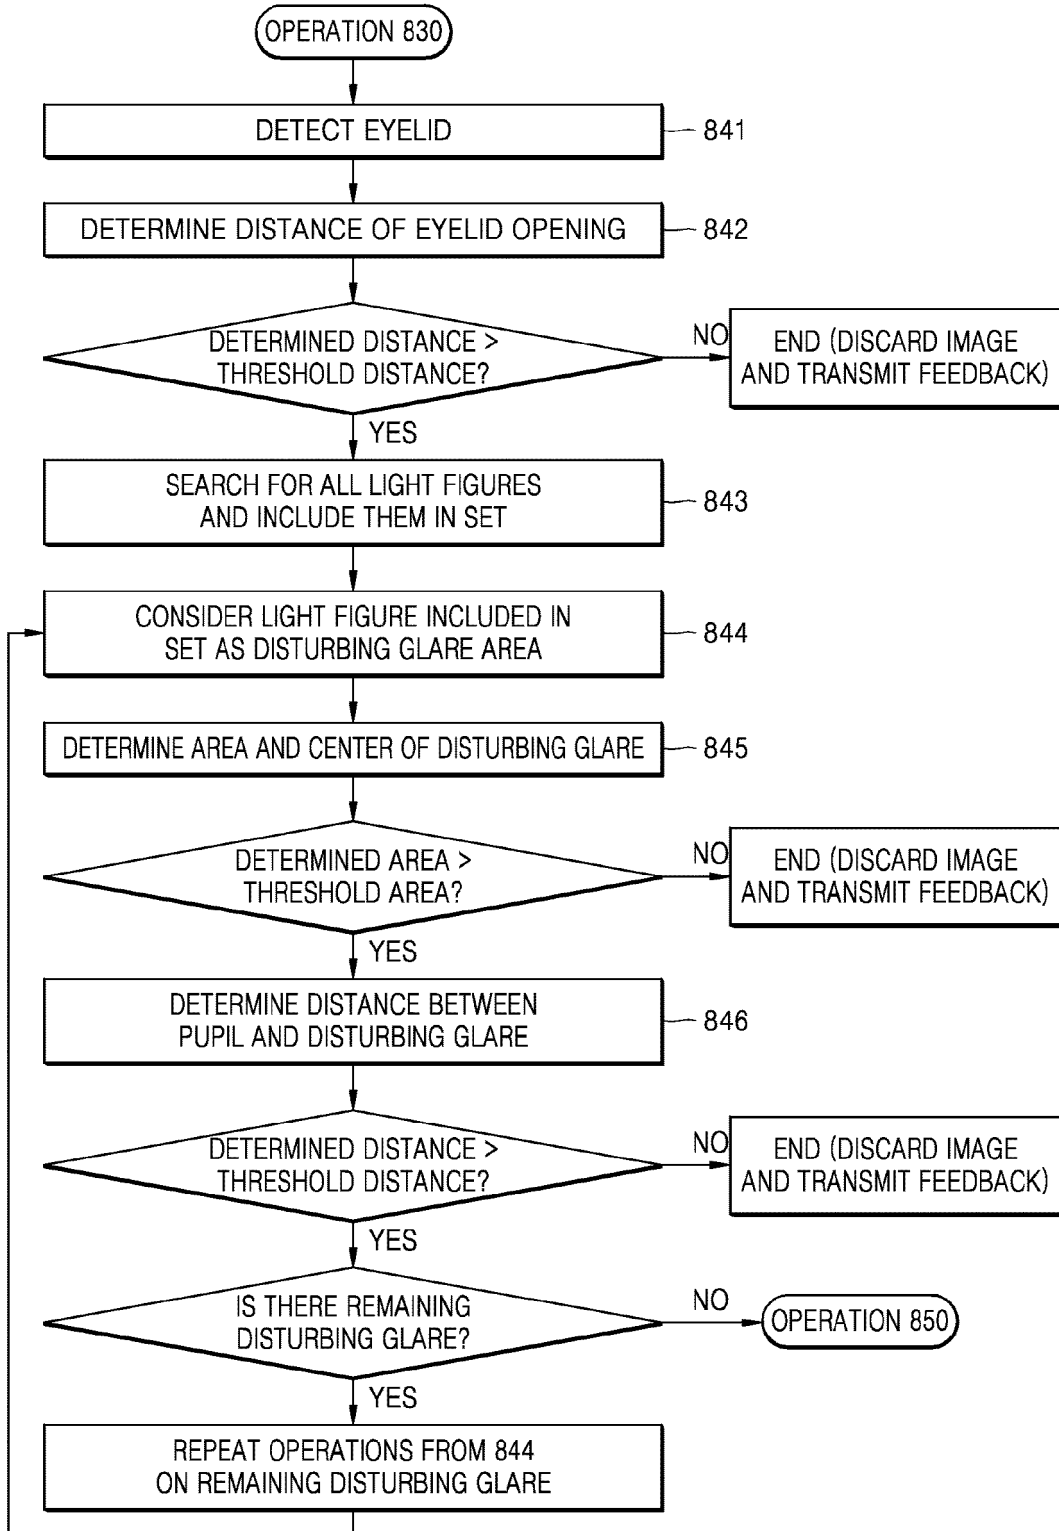 OPERATION 830
DETECT EYELID
841
DETERMINE DISTANCE OF EYELID OPENING
842
DETERMINED DISTANCE >
THRESHOLD DISTANCE?
NO
END (DISCARD IMAGE
AND TRANSMIT FEEDBACK)
YES
SEARCH FOR ALL LIGHT FIGURES
AND INCLUDE THEM IN SET
843
CONSIDER LIGHT FIGURE INCLUDED IN
SET AS DISTURBING GLARE AREA
844
DETERMINE AREA AND CENTER OF DISTURBING GLARE
845
DETERMINED AREA >
THRESHOLD AREA?
NO
END (DISCARD IMAGE
AND TRANSMIT FEEDBACK)
YES
DETERMINE DISTANCE BETWEEN
PUPIL AND DISTURBING GLARE
846
DETERMINED DISTANCE >
THRESHOLD DISTANCE?
NO
END (DISCARD IMAGE
AND TRANSMIT FEEDBACK)
YES
IS THERE REMAINING
DISTURBING GLARE?
NO
OPERATION 850
YES
REPEAT OPERATIONS FROM 844
ON REMAINING DISTURBING GLARE